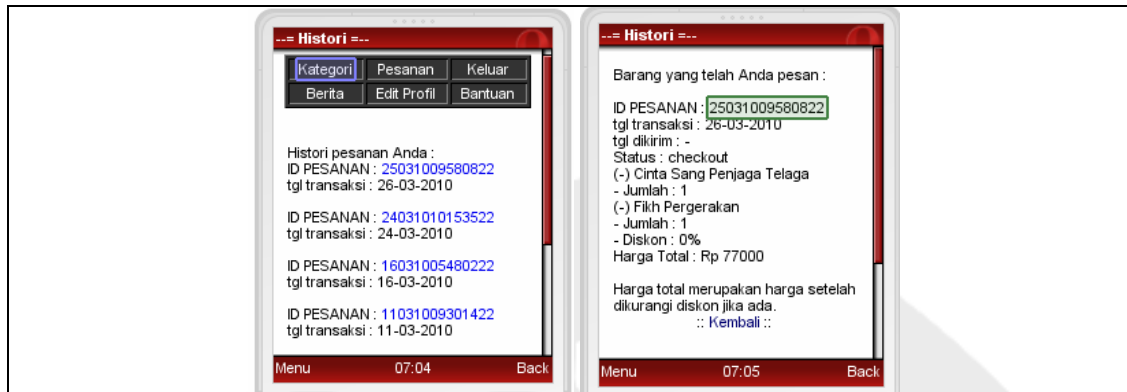 --= Histori =--
Kategori Pesanan Keluar
Berita Edit Profil Bantuan
Histori pesanan Anda :
ID PESANAN : 25031009580822
tgl transaksi : 26-03-2010
ID PESANAN : 24031010153522
tgl transaksi : 24-03-2010
ID PESANAN : 16031005480222
tgl transaksi : 16-03-2010
ID PESANAN : 11031009301422
tgl transaksi : 11-03-2010
Menu 07:04 Back
--= Histori =--
Barang yang telah Anda pesan :
ID PESANAN : 25031009580822
tgl transaksi : 26-03-2010
tgl dikirim : -
Status : checkout
(-) Cinta Sang Penjaga Telaga
- Jumlah : 1
(-) Fikh Pergerakan
- Jumlah : 1
- Diskon : 0%
Harga Total : Rp 77000
Harga total merupakan harga setelah
dikurangi diskon jika ada.
:: Kembali ::
Menu 07:05 Back